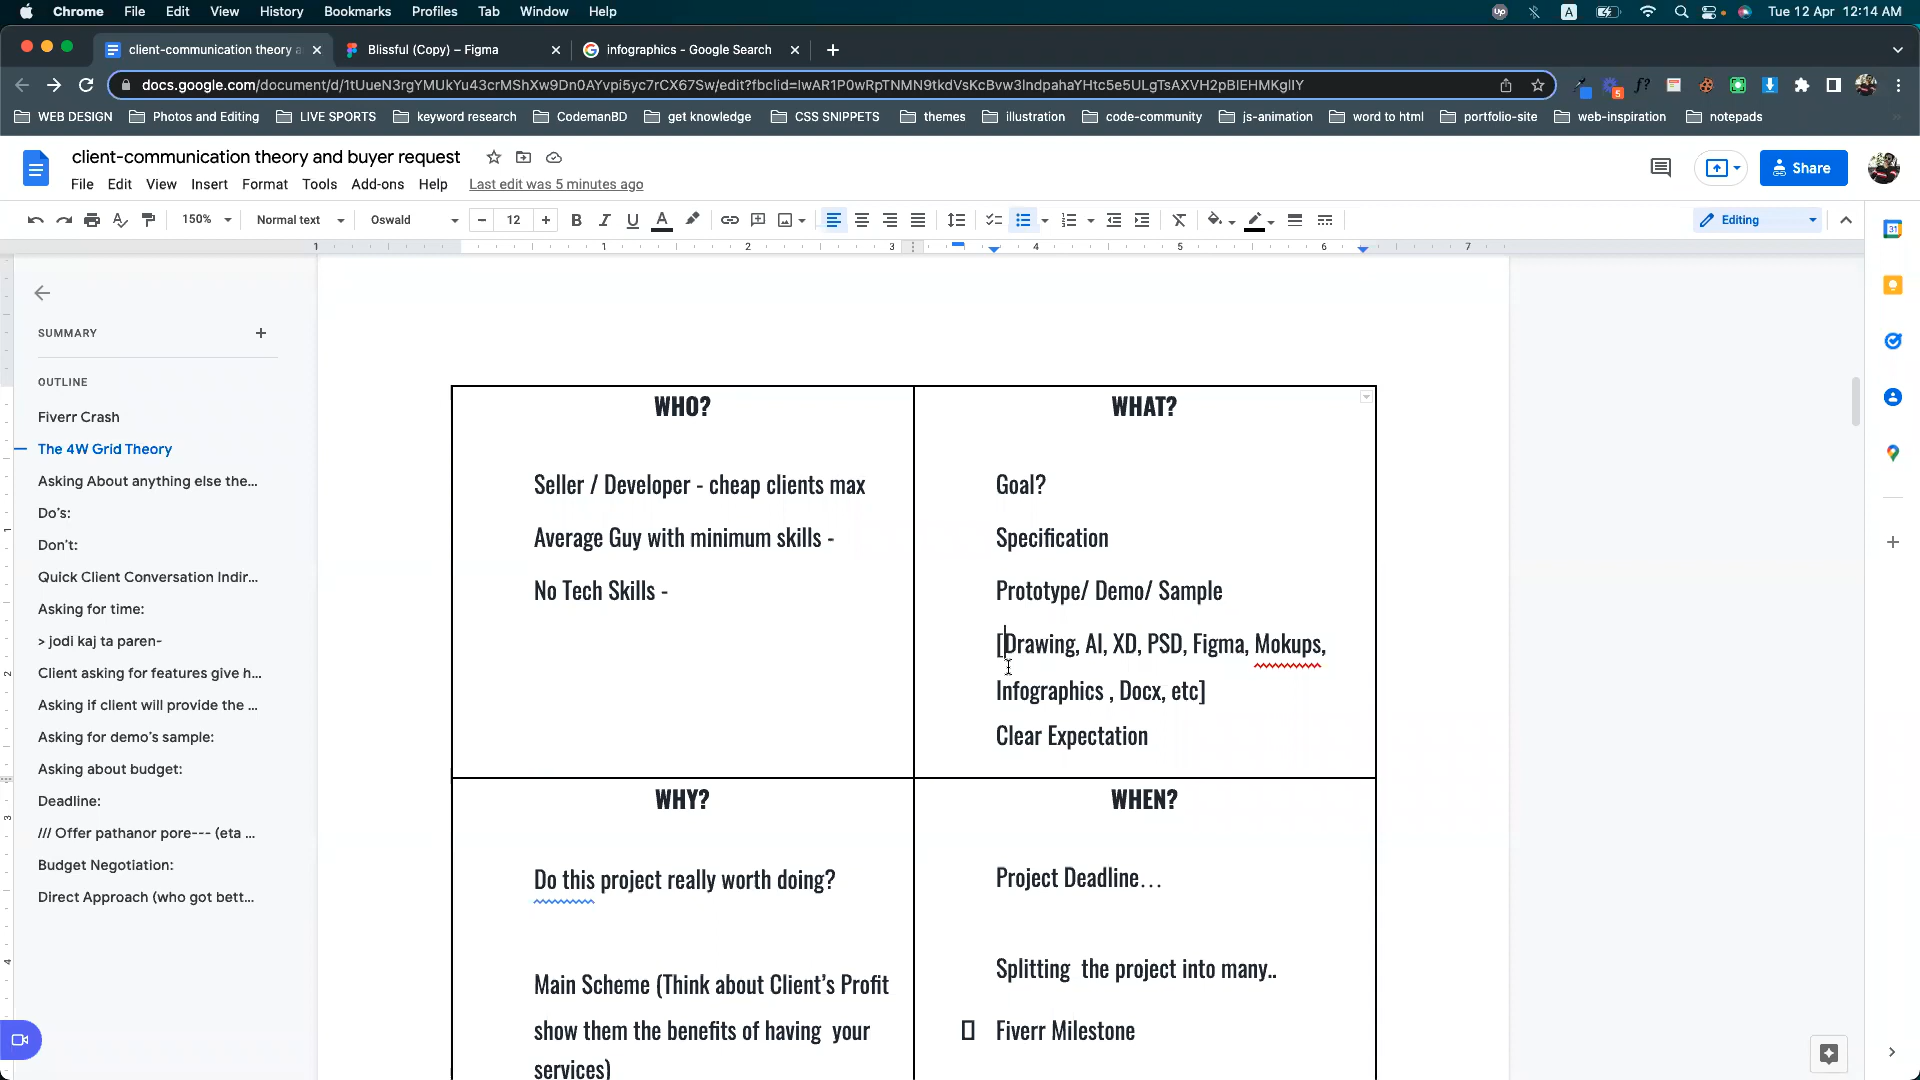 Chrome File Edit View History Bookmarks Profiles Tab Window Help Tue 12 Apr 12:14 AM
client-communication theory a Blissful (Copy) – Figma infographics - Google Search
docs.google.com/document/d/1tUueN3rgYMUkYu43crMShXw9Dn0AYvpi5yc7rCX67Sw/edit?fbclid=IwAR1P0wRpTNMN9tkdVsKcBvw3lndpahaYHtc5e5ULgTsAXVH2pBIEHMKglIY
WEB DESIGN Photos and Editing LIVE SPORTS keyword research CodemanBD get knowledge CSS SNIPPETS themes illustration code-community js-animation word to html portfolio-site web-inspiration notepads
client-communication theory and buyer request
Share
File Edit View Insert Format Tools Add-ons Help Last edit was 5 minutes ago
150% Normal text Oswald 12 Editing
1 1 2 3 4 5 6 7
SUMMARY
OUTLINE
Fiverr Crash
The 4W Grid Theory
Asking About anything else the...
Do's:
Don't:
Quick Client Conversation Indir...
Asking for time:
> jodi kaj ta paren-
Client asking for features give h...
Asking if client will provide the ...
Asking for demo's sample:
Asking about budget:
Deadline:
/// Offer pathanor pore--- (eta ...
Budget Negotiation:
Direct Approach (who got bett...
WHO?
Seller / Developer - cheap clients max
Average Guy with minimum skills -
No Tech Skills -
WHAT?
Goal?
Specification
Prototype/ Demo/ Sample
[Drawing, AI, XD, PSD, Figma, Mokups,
Infographics , Docx, etc]
Clear Expectation
WHY?
Do this project really worth doing?
Main Scheme (Think about Client’s Profit
show them the benefits of having  your
services)
WHEN?
Project Deadline…
Splitting  the project into many..
Fiverr Milestone